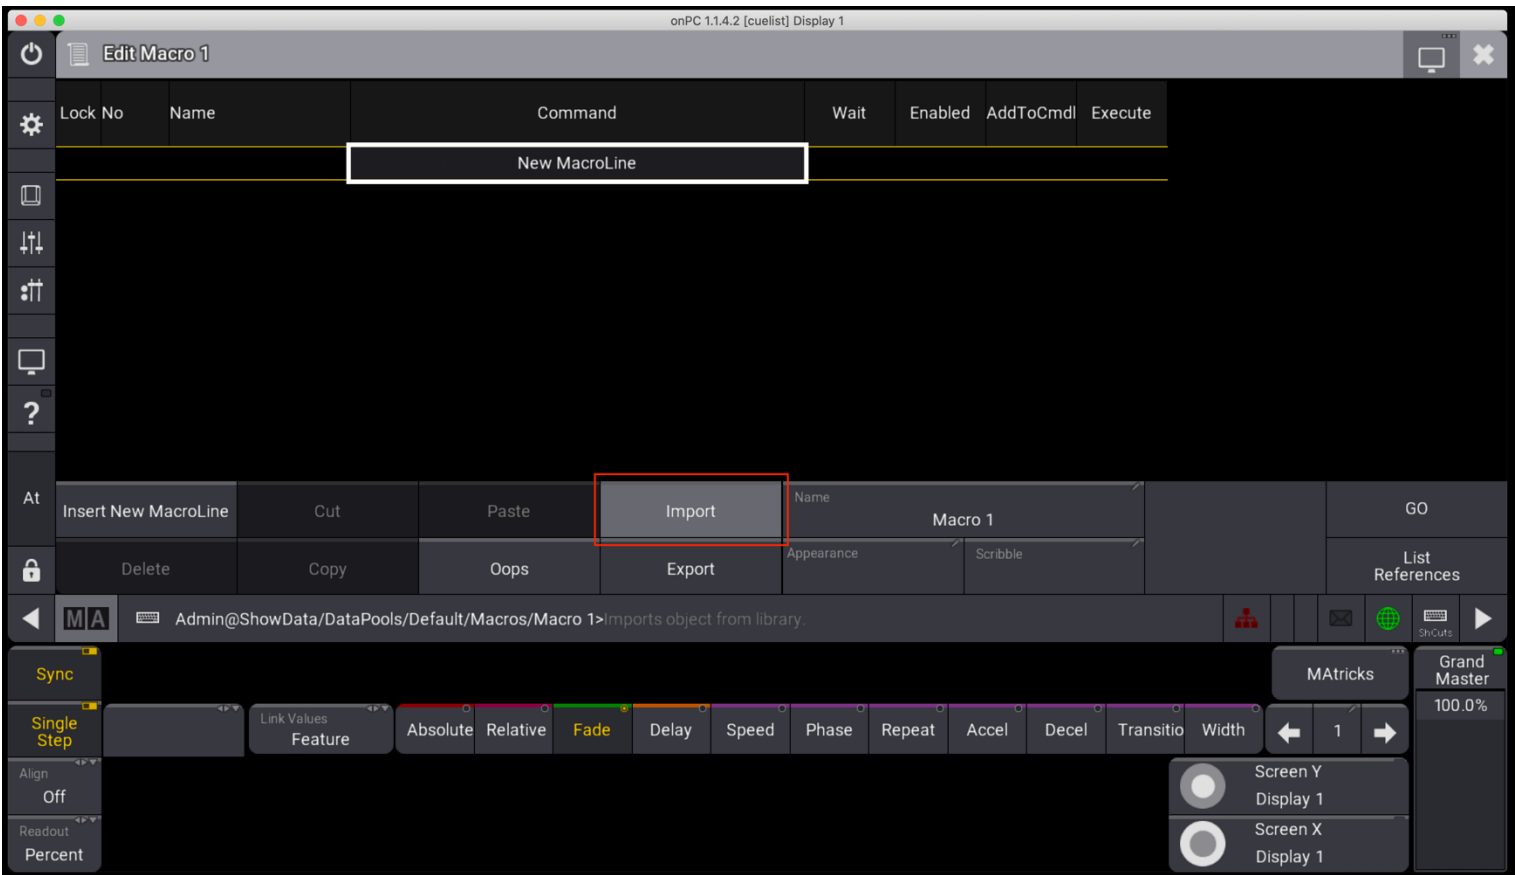 onPC 1.1.4.2 [cuelist] Display 1
Edit Macro 1
Lock No Name Command Wait Enabled AddToCmdl Execute
New MacroLine
?
At
Insert New MacroLine Cut Paste Import Name Macro 1 GO
Delete Copy Oops Export Appearance Scribble List References
MA Admin@ShowData/DataPools/Default/Macros/Macro 1>Imports object from library. ShCuts
Sync MAtricks Grand Master
100.0%
Single Step Link Values Feature Absolute Relative Fade Delay Speed Phase Repeat Accel Decel Transitio Width 1
Align Off Screen Y Display 1
Readout Percent Screen X Display 1